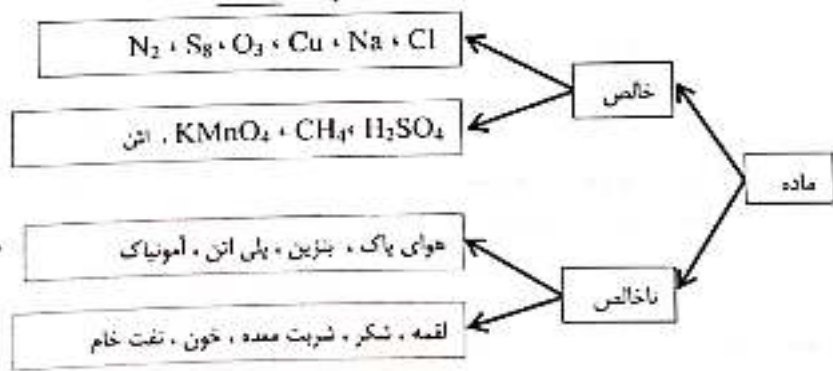 N₂ ، S₈ ، O₃ ، Cu ، Na ، Cl
خالص
KMnO₄ ، CH₄، H₂SO₄ ، اتن
ماده
هوای پاک ، بنزین ، پلی اتن ، آمونیاک
ناخالص
لقمه ، شکر ، شربت معده ، خون ، نفت خام